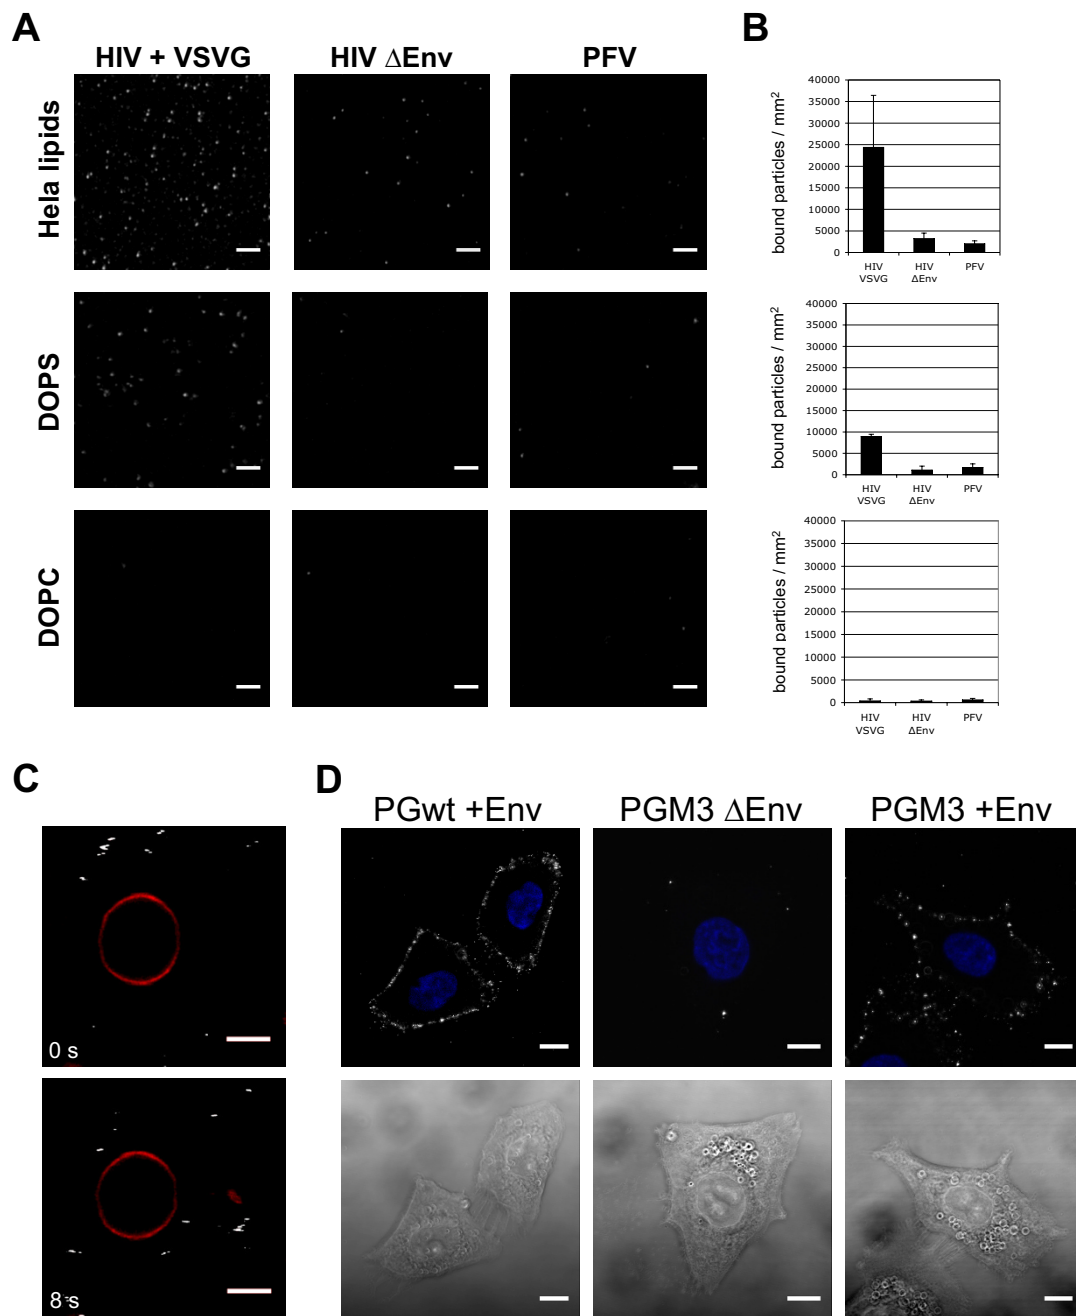 A
B
HIV + VSVG
HIV ΔEnv
PFV
Hela lipids
DOPS
DOPC
bound particles / mm²
40000
35000
30000
25000
20000
15000
10000
5000
0
HIV VSVG
HIV ΔEnv
PFV
bound particles / mm²
40000
35000
30000
25000
20000
15000
10000
5000
0
HIV VSVG
HIV ΔEnv
PFV
bound particles / mm²
40000
35000
30000
25000
20000
15000
10000
5000
0
HIV VSVG
HIV ΔEnv
PFV
C
0 s
8 s
D
PGwt +Env
PGM3 ΔEnv
PGM3 +Env